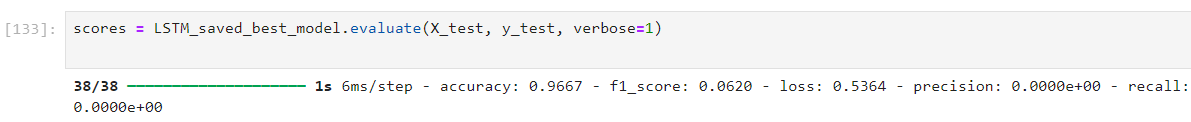 [133]: scores = LSTM_saved_best_model.evaluate(X_test, y_test, verbose=1)
38/38 ━━━━━━━━━━━━━━━━━━━━ 1s 6ms/step - accuracy: 0.9667 - f1_score: 0.0620 - loss: 0.5364 - precision: 0.0000e+00 - recall:
0.0000e+00